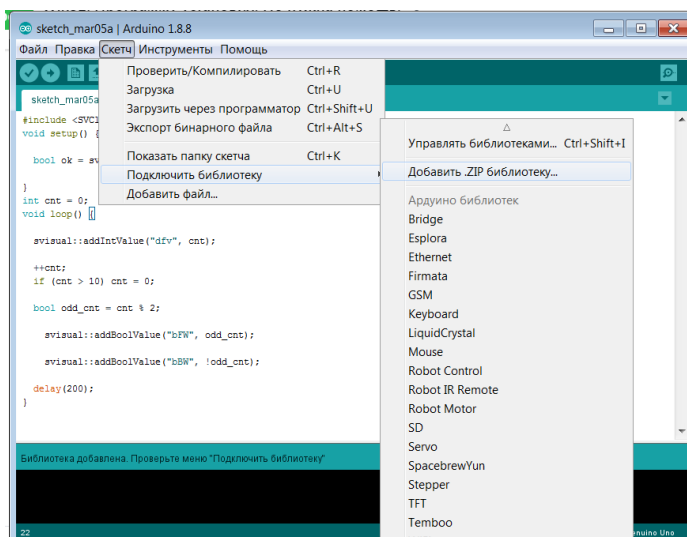 sketch_mar05a | Arduino 1.8.8
Файл Правка Скетч Инструменты Помощь
Проверить/Компилировать Ctrl+R
Загрузка Ctrl+U
Загрузить через программатор Ctrl+Shift+U
Экспорт бинарного файла Ctrl+Alt+S
Показать папку скетча Ctrl+K
Подключить библиотеку
Добавить файл...
Управлять библиотеками... Ctrl+Shift+I
Добавить .ZIP библиотеку...
Ардуино библиотек
Bridge
Esplora
Ethernet
Firmata
GSM
Keyboard
LiquidCrystal
Mouse
Robot Control
Robot IR Remote
Robot Motor
SD
Servo
SpacebrewYun
Stepper
TFT
Temboo
sketch_mar05a
#include <SVCl
void setup() {
bool ok = sv
}
int cnt = 0;
void loop() {
svisual::addIntValue("dfv", cnt);
++cnt;
if (cnt > 10) cnt = 0;
bool odd_cnt = cnt % 2;
svisual::addBoolValue("bFW", odd_cnt);
svisual::addBoolValue("bBW", !odd_cnt);
delay(200);
}
Библиотека добавлена. Проверьте меню "Подключить библиотеку"
22
enuino Uno